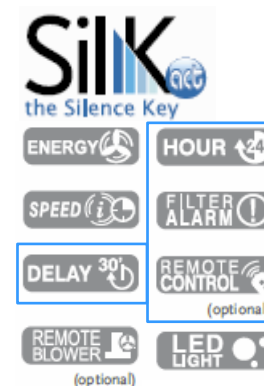 SilK
act
the Silence Key
ENERGY
HOUR 24
SPEED i
FILTER
ALARM !
DELAY 30'
REMOTE
CONTROL
(optional
REMOTE
BLOWER
LED
LIGHT
(optional)